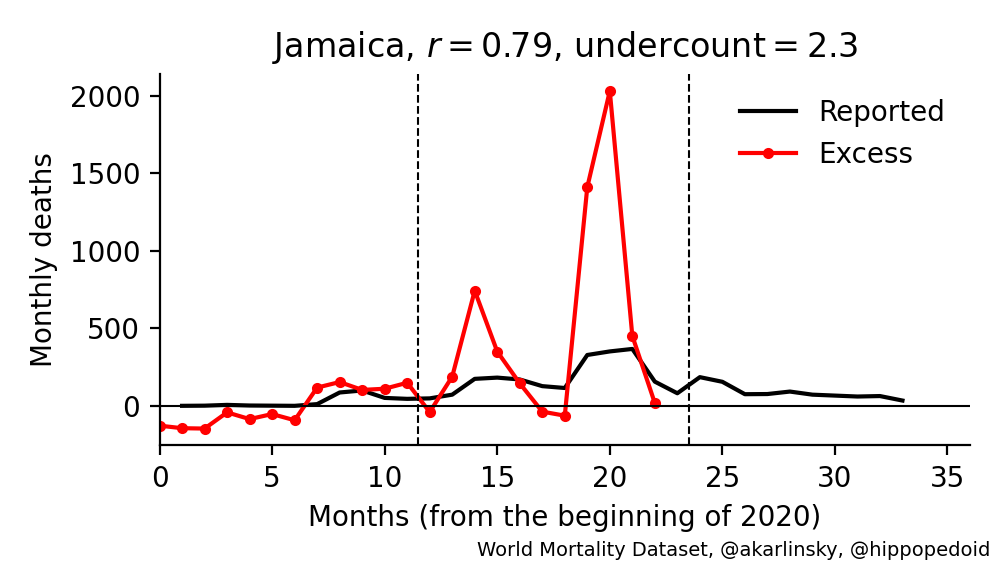 Jamaica, r = 0.79, undercount = 2.3
2000
1500
1000
500
0
Monthly deaths
Reported
Excess
0 5 10 15 20 25 30 35
Months (from the beginning of 2020)
World Mortality Dataset, @akarlinsky, @hippopedoid